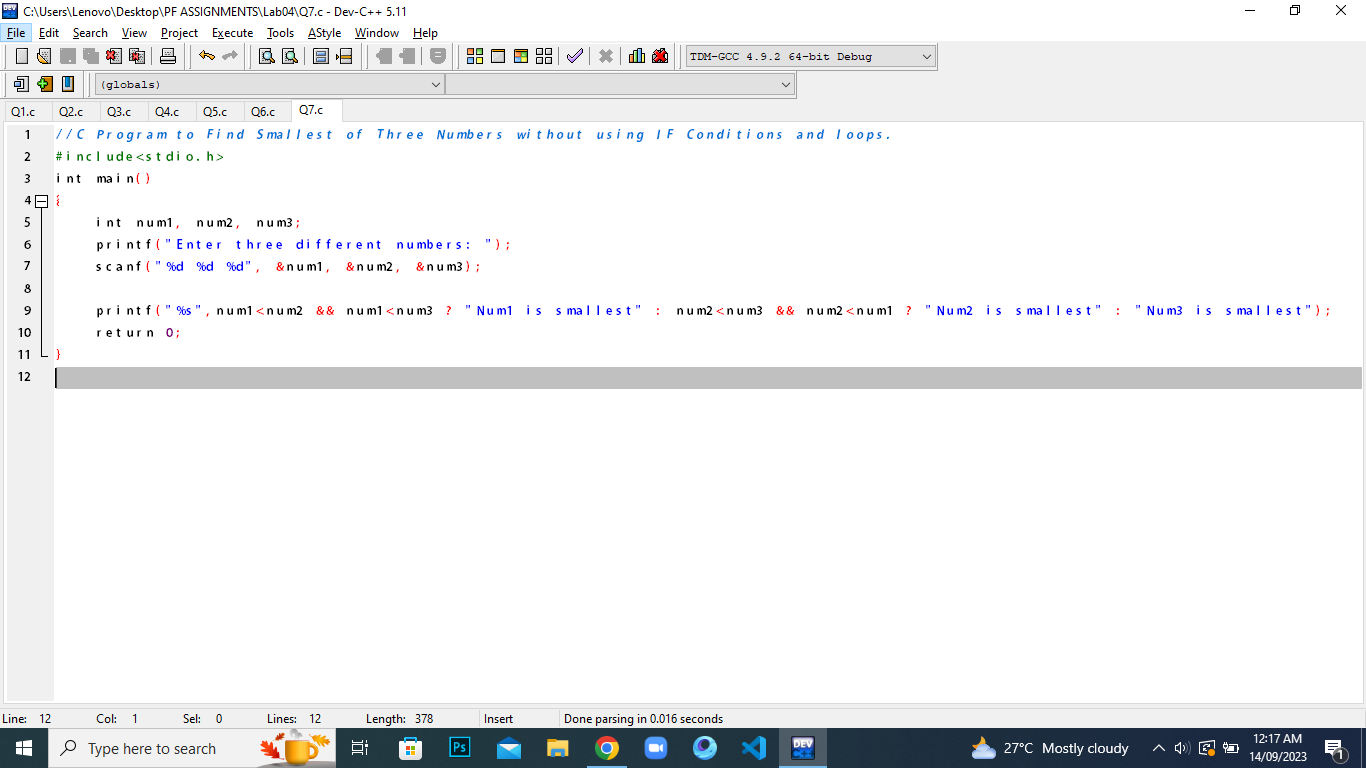 C:\Users\Lenovo\Desktop\PF ASSIGNMENTS\Lab04\Q7.c - Dev-C++ 5.11
File Edit Search View Project Execute Tools AStyle Window Help
TDM-GCC 4.9.2 64-bit Debug
(globals)
Q1.c Q2.c Q3.c Q4.c Q5.c Q6.c Q7.c
1 //C Program to Find Smallest of Three Numbers without using IF Conditions and loops.
2 #include<stdio.h>
3 int main()
4 {
5 int num1, num2, num3;
6 printf("Enter three different numbers: ");
7 scanf("%d %d %d", &num1, &num2, &num3);
8
9 printf("%s",num1<num2 && num1<num3 ? "Num1 is smallest" : num2<num3 && num2<num1 ? "Num2 is smallest" : "Num3 is smallest");
10 return 0;
11 }
12
Line: 12 Col: 1 Sel: 0 Lines: 12 Length: 378 Insert Done parsing in 0.016 seconds
Type here to search
Ps
DEV
27°C Mostly cloudy
12:17 AM
14/09/2023
1